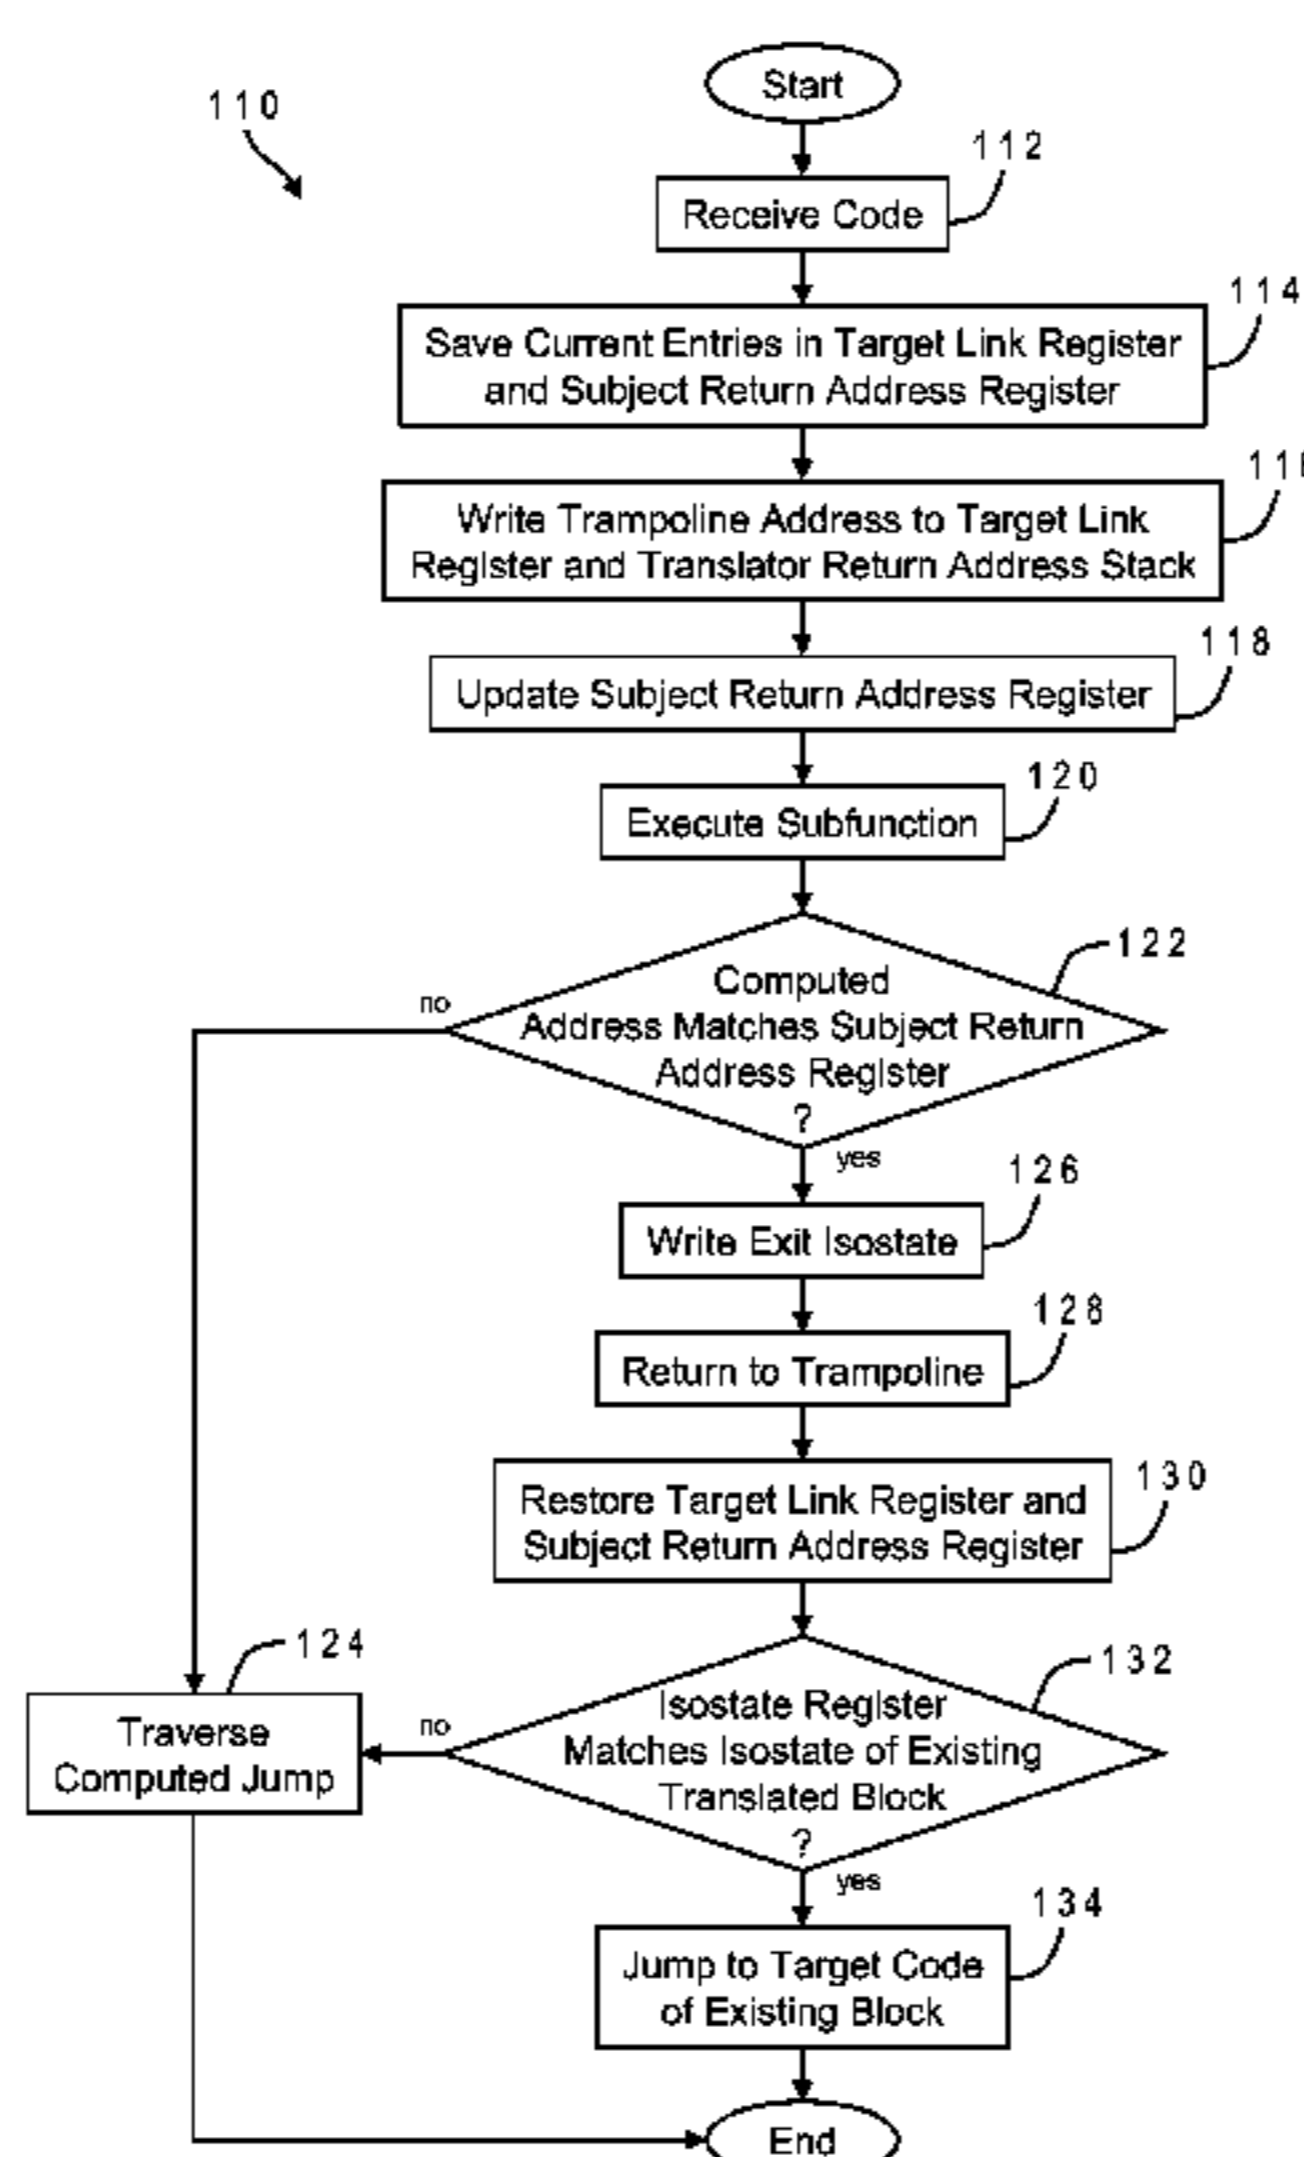 Start
110
112
Receive Code
114
Save Current Entries in Target Link Register
and Subject Return Address Register
Write Trampoline Address to Target Link
Register and Translator Return Address Stack
118
Update Subject Return Address Register
120
Execute Subfunction
122
no
Computed
Address Matches Subject Return
Address Register
?
yes
126
Write Exit Isostate
128
Return to Trampoline
130
Restore Target Link Register and
Subject Return Address Register
124
Traverse
Computed Jump
no
132
Isostate Register
Matches Isostate of Existing
Translated Block
?
yes
134
Jump to Target Code
of Existing Block
End